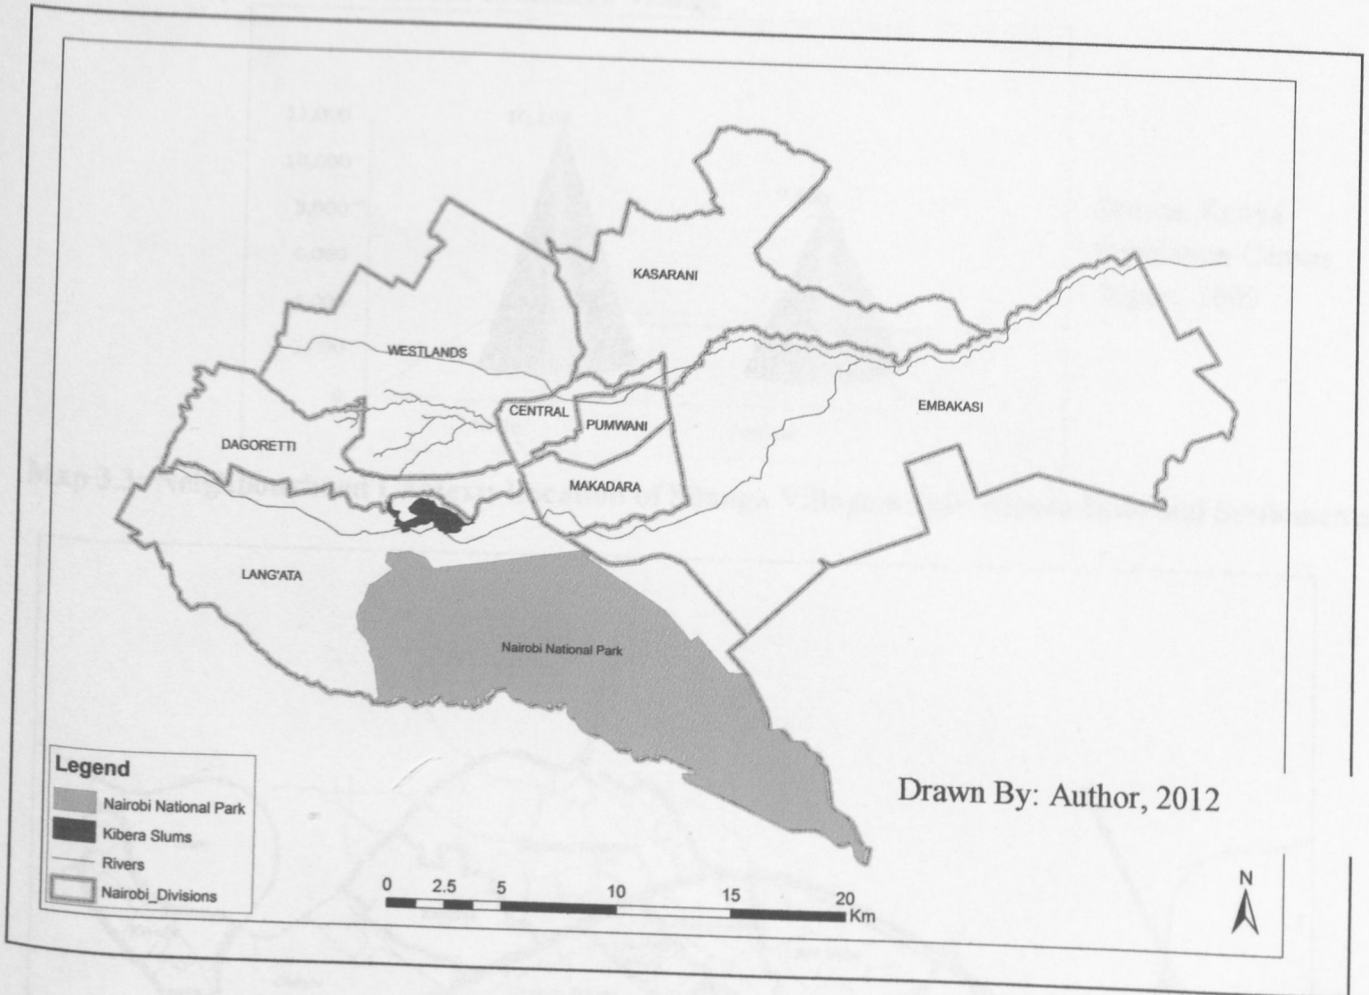 KASARANI
WESTLANDS
EMBAKASI
CENTRAL
PUMWANI
DAGORETTI
MAKADARA
LANG'ATA
Nairobi National Park
Legend
Nairobi National Park
Kibera Slums
Rivers
Nairobi_Divisions
Drawn By: Author, 2012
0 2.5 5 10 15 20
Km
N